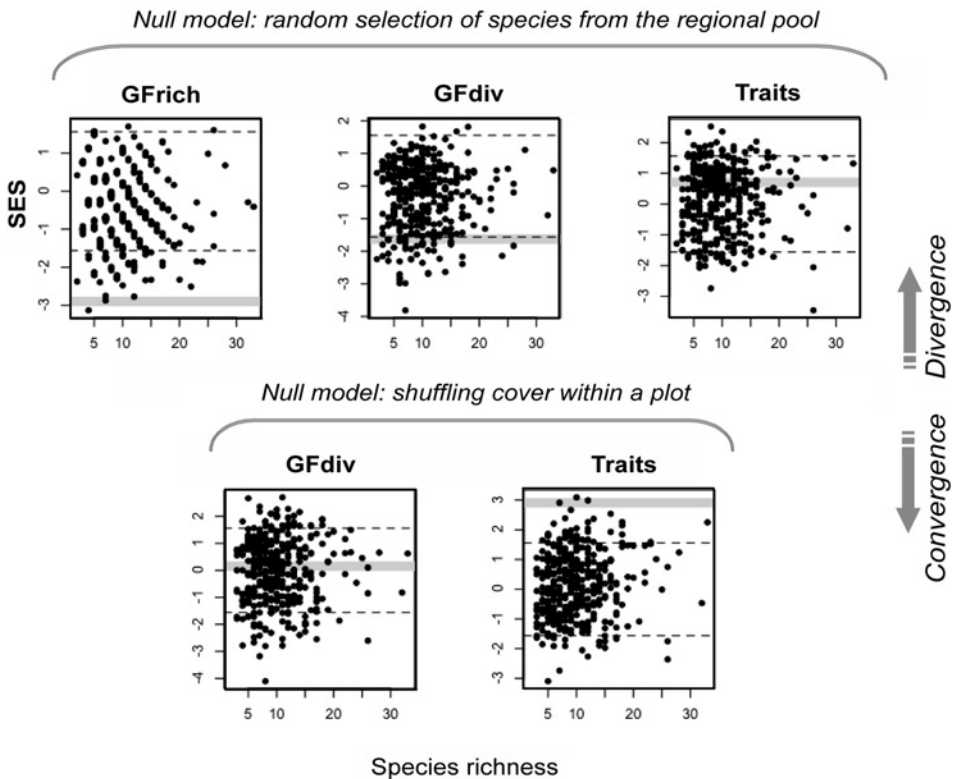 Null model: random selection of species from the regional pool
GFrich
GFdiv
Traits
SES
1
0
-1
-2
-3
5 10 20 30
2
1
0
-1
-2
-3
-4
5 10 20 30
2
1
0
-1
-2
-3
5 10 20 30
Divergence
Convergence
Null model: shuffling cover within a plot
GFdiv
Traits
2
1
0
-1
-2
-3
-4
5 10 20 30
3
2
1
0
-1
-2
-3
5 10 20 30
Species richness